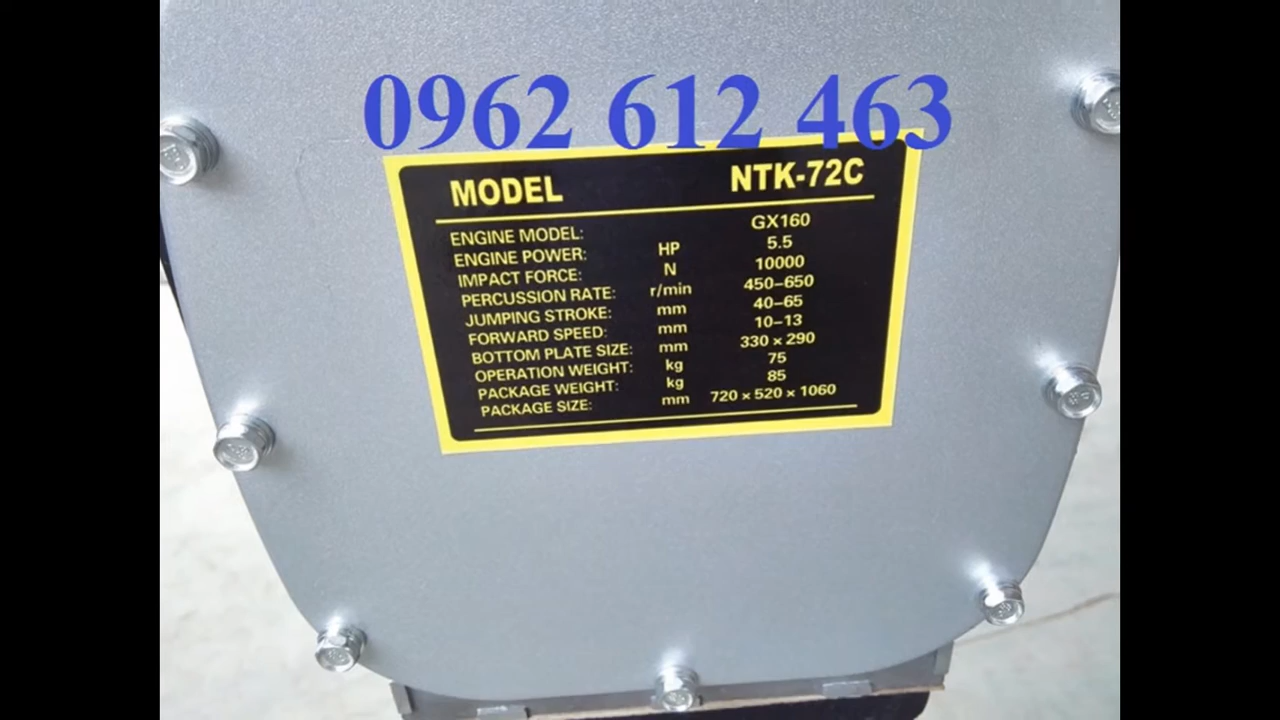 0962 612 463
MODEL NTK-72C
ENGINE MODEL: GX160
ENGINE POWER: HP 5.5
IMPACT FORCE: N 10000
PERCUSSION RATE: r/min 450-650
JUMPING STROKE: mm 40-65
FORWARD SPEED: mm 10-13
BOTTOM PLATE SIZE: mm 330 × 290
OPERATION WEIGHT: kg 75
PACKAGE WEIGHT: kg 85
PACKAGE SIZE: mm 720 × 520 × 1060